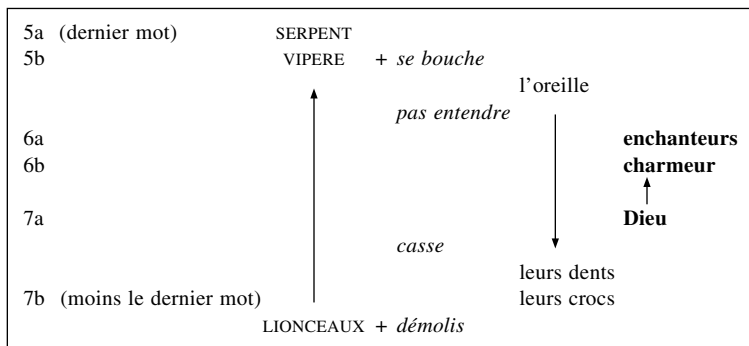 5a (dernier mot) SERPENT
5b VIPERE + se bouche
l'oreille
pas entendre
6a enchanteurs
6b charmeur
7a Dieu
casse
leurs dents
7b (moins le dernier mot) leurs crocs
LIONCEAUX + démolis